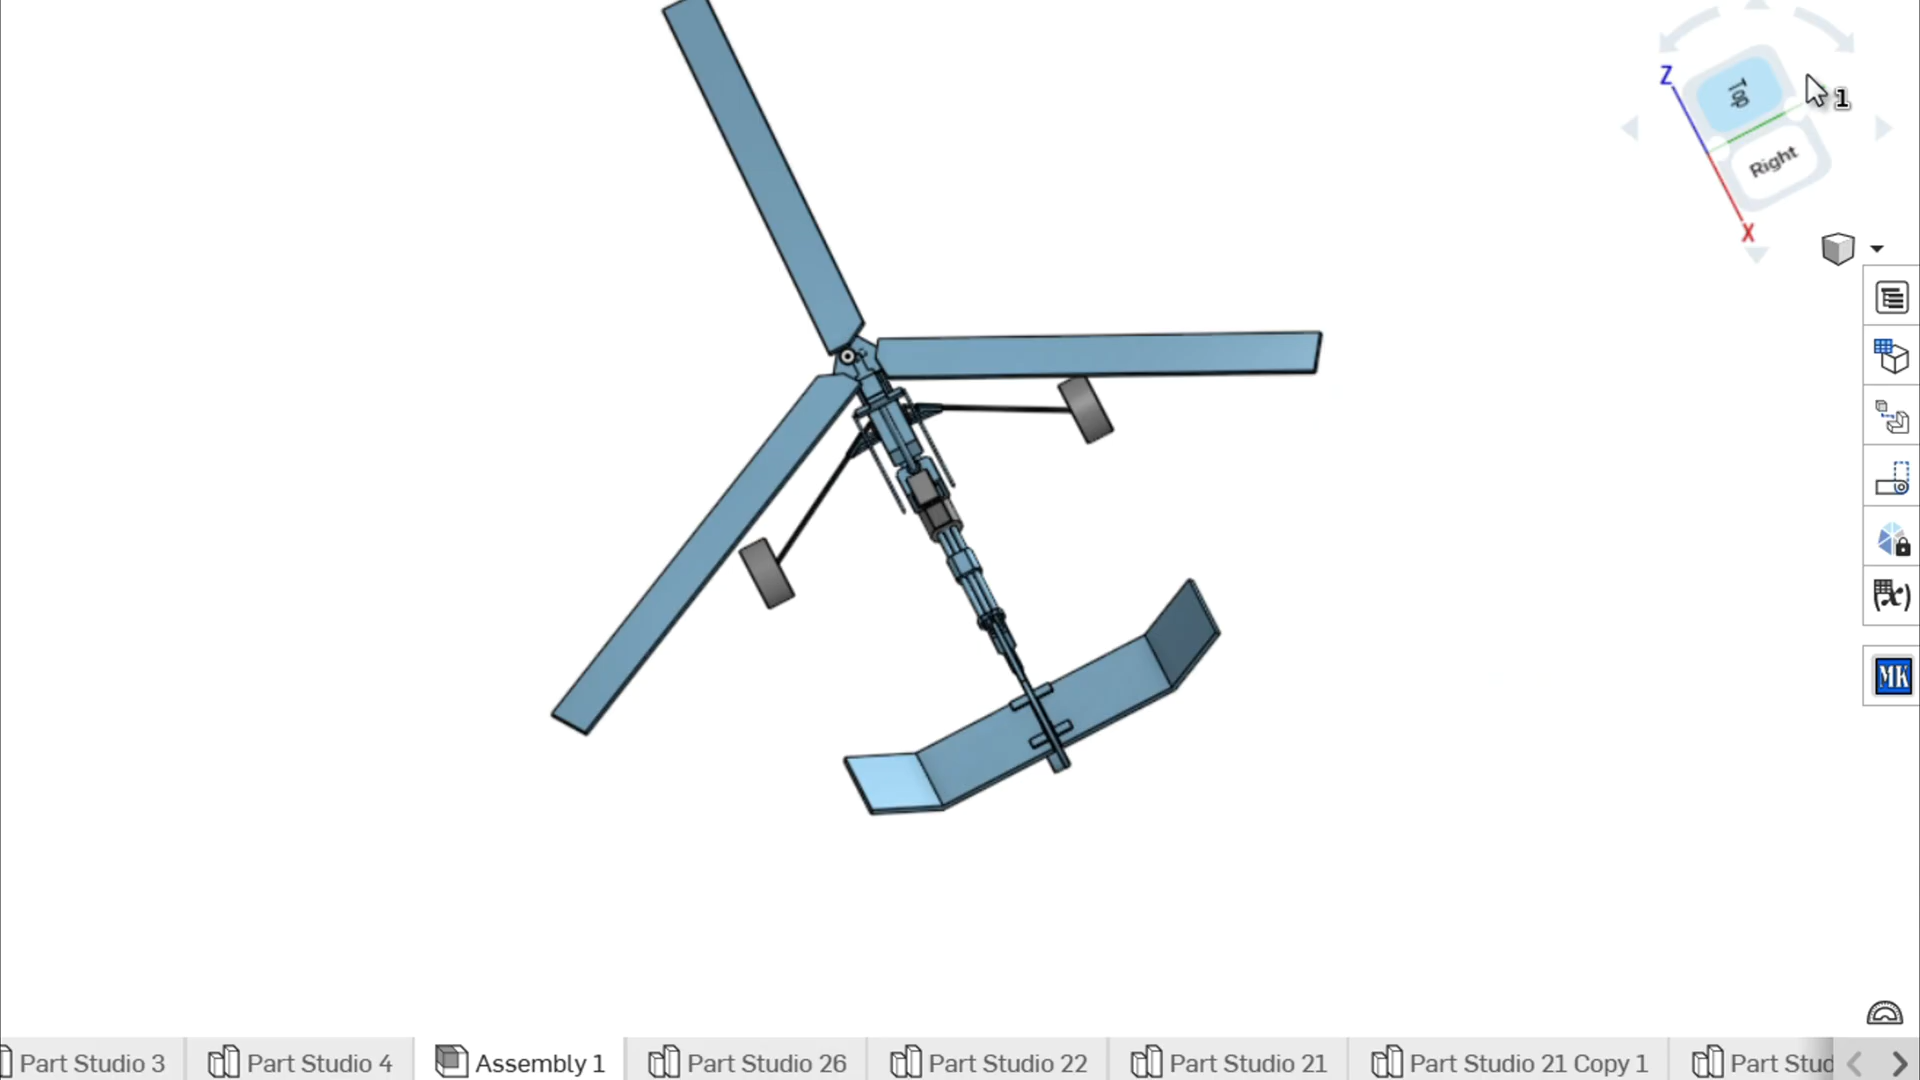 Z
Top
1
Right
X
(x)
MK
Part Studio 3
Part Studio 4
Assembly 1
Part Studio 26
Part Studio 22
Part Studio 21
Part Studio 21 Copy 1
Part Stud